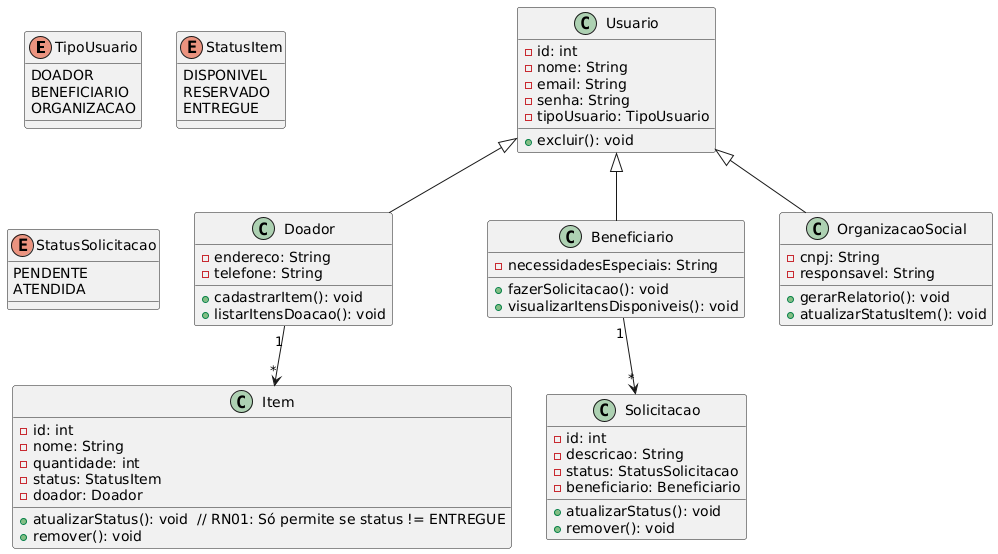 E TipoUsuario
DOADOR
BENEFICIARIO
ORGANIZACAO
E StatusItem
DISPONIVEL
RESERVADO
ENTREGUE
C Usuario
id: int
nome: String
email: String
senha: String
tipoUsuario: TipoUsuario
excluir(): void
E StatusSolicitacao
PENDENTE
ATENDIDA
C Doador
endereco: String
telefone: String
cadastrarItem(): void
listarItensDoacao(): void
C Beneficiario
necessidadesEspeciais: String
fazerSolicitacao(): void
visualizarItensDisponiveis(): void
C OrganizacaoSocial
cnpj: String
responsavel: String
gerarRelatorio(): void
atualizarStatusItem(): void
1
*
1
*
C Item
id: int
nome: String
quantidade: int
status: StatusItem
doador: Doador
atualizarStatus(): void // RN01: Só permite se status != ENTREGUE
remover(): void
C Solicitacao
id: int
descricao: String
status: StatusSolicitacao
beneficiario: Beneficiario
atualizarStatus(): void
remover(): void